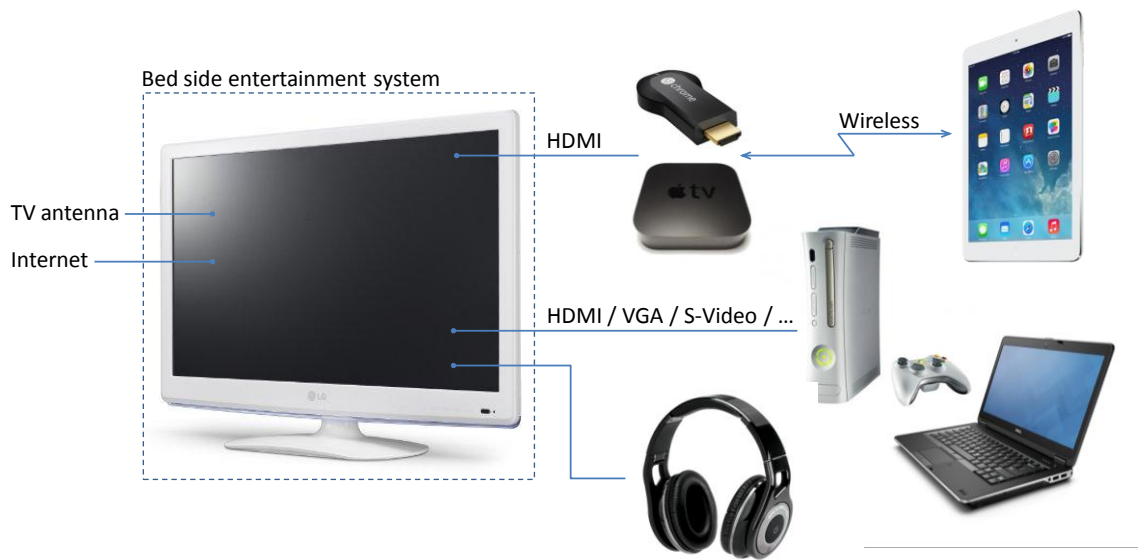 Bed side entertainment system
HDMI
chrome
Wireless
tv
TV antenna
Internet
HDMI / VGA / S-Video / ...
LG